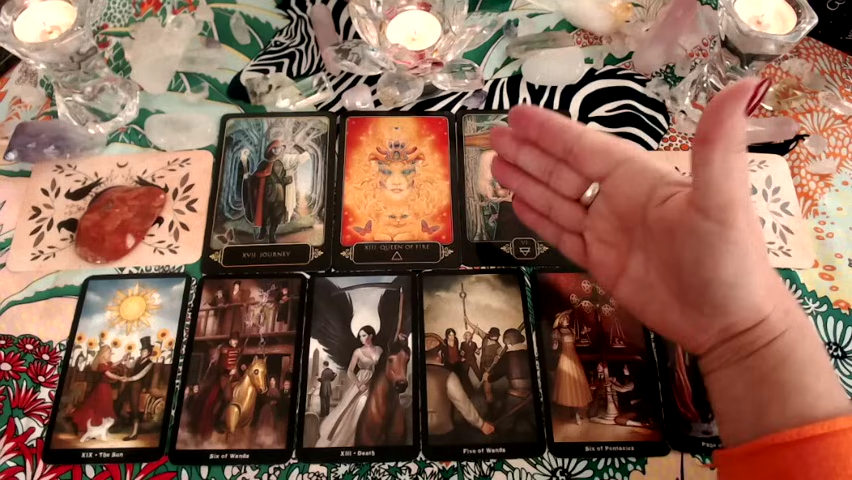 XVII JOURNEY
XIII QUEEN OF FIRE
VI
XIX - The Sun
Six of Wands
XIII - Death
Five of Wands
Six of Pentacles